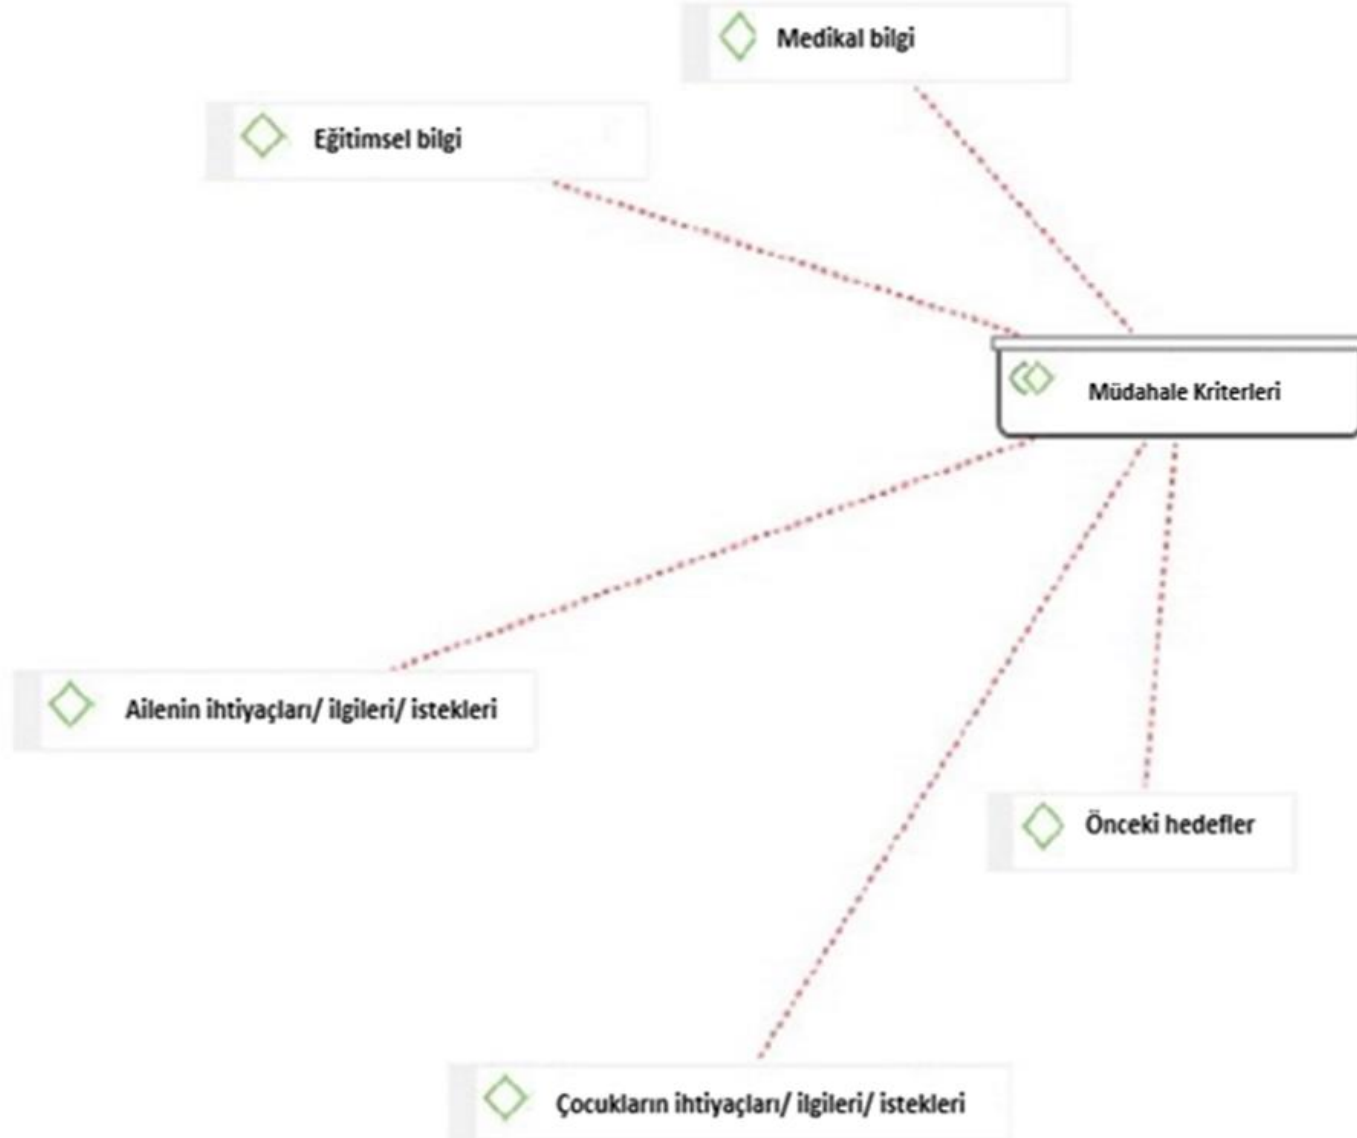 Medikal bilgi
Eğitimsel bilgi
Müdahale Kriterleri
Ailenin ihtiyaçları/ ilgileri/ istekleri
Önceki hedefler
Çocukların ihtiyaçları/ ilgileri/ istekleri